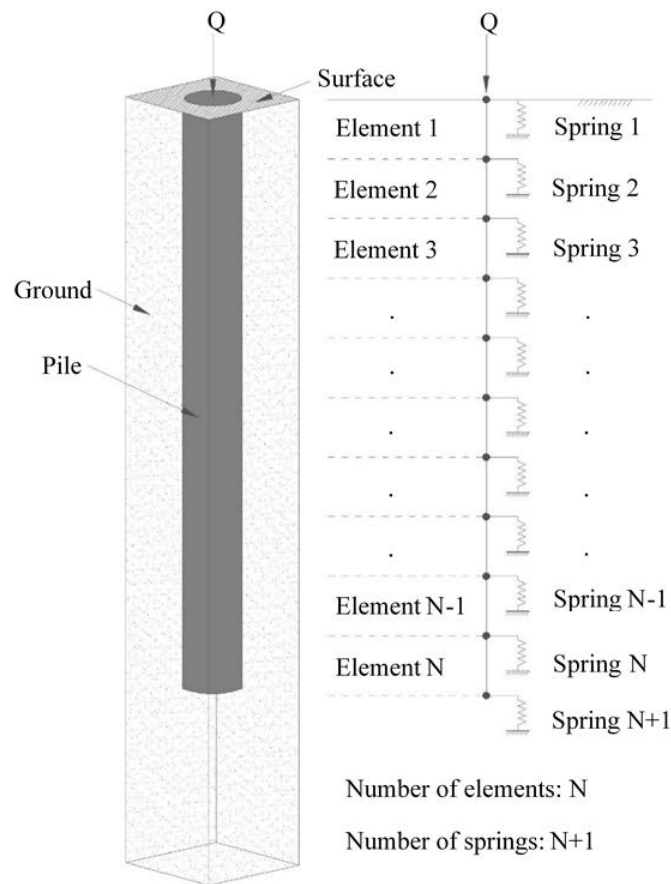 Q
Q
Surface
Element 1
Spring 1
Element 2
Spring 2
Element 3
Spring 3
Ground
.
.
Pile
.
.
.
.
.
.
Element N-1
Spring N-1
Element N
Spring N
Spring N+1
Number of elements: N
Number of springs: N+1